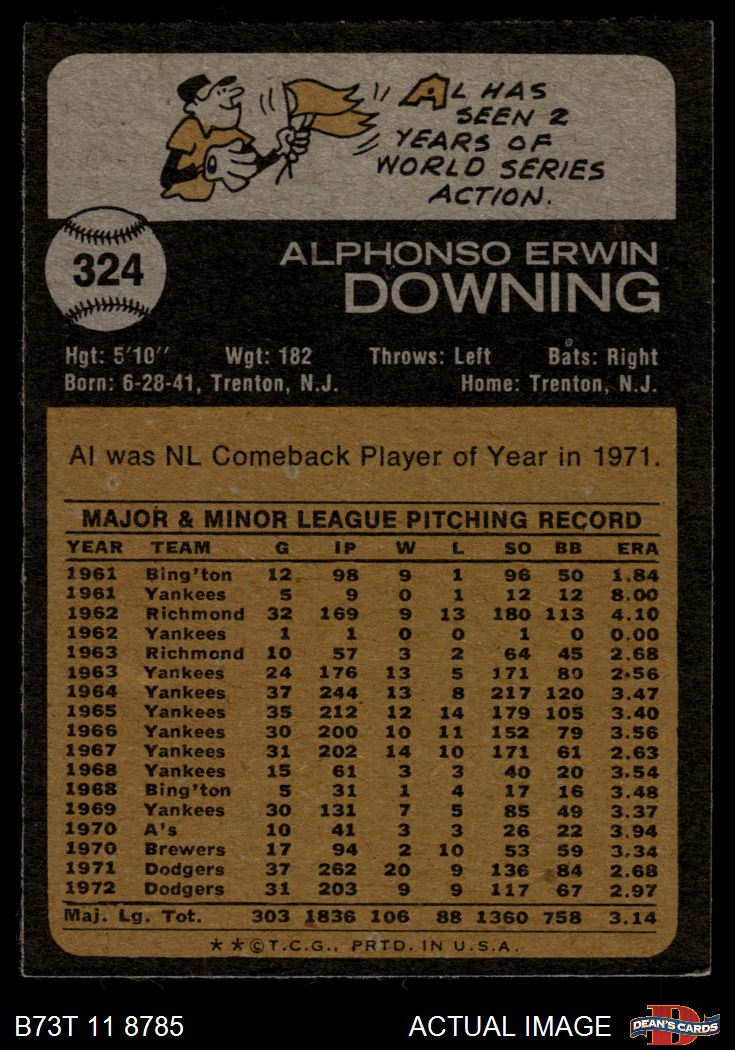 AL HAS
SEEN 2
YEARS OF
WORLD SERIES
ACTION.
324
ALPHONSO ERWIN
DOWNING
Hgt: 5'10" Wgt: 182 Throws: Left Bats: Right
Born: 6-28-41, Trenton, N.J. Home: Trenton, N.J.
Al was NL Comeback Player of Year in 1971.
MAJOR & MINOR LEAGUE PITCHING RECORD
YEAR TEAM G IP W L SO BB ERA
1961 Bing'ton 12 98 9 1 96 50 1.84
1961 Yankees 5 9 0 1 12 12 8.00
1962 Richmond 32 169 9 13 180 113 4.10
1962 Yankees 1 1 0 0 1 0 0.00
1963 Richmond 10 57 3 2 64 45 2.68
1963 Yankees 24 176 13 5 171 80 2.56
1964 Yankees 37 244 13 8 217 120 3.47
1965 Yankees 35 212 12 14 179 105 3.40
1966 Yankees 30 200 10 11 152 79 3.56
1967 Yankees 31 202 14 10 171 61 2.63
1968 Yankees 15 61 3 3 40 20 3.54
1968 Bing'ton 5 31 1 4 17 16 3.48
1969 Yankees 30 131 7 5 85 49 3.37
1970 A's 10 41 3 3 26 22 3.94
1970 Brewers 17 94 2 10 53 59 3.34
1971 Dodgers 37 262 20 9 136 84 2.68
1972 Dodgers 31 203 9 9 117 67 2.97
Maj. Lg. Tot. 303 1836 106 88 1360 758 3.14
★★©T.C.G., PRTD. IN U.S.A.
B73T 11 8785 ACTUAL IMAGE D DEAN'S CARDS